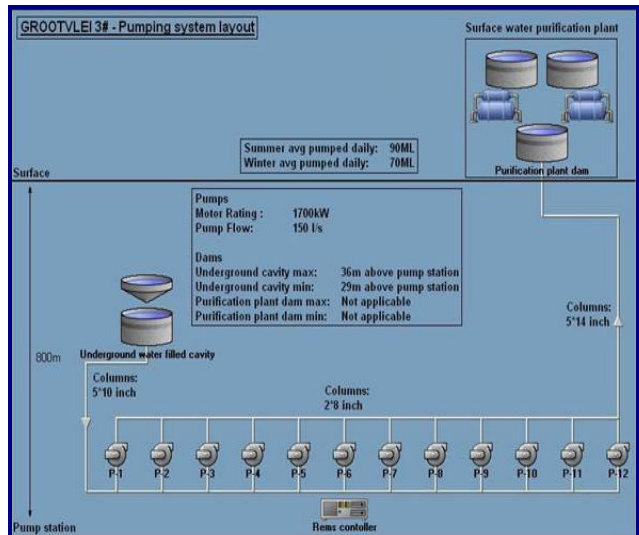 GROOTVLEI 3# - Pumping system layout
Surface water purification plant
Summer avg pumped daily: 90ML
Winter avg pumped daily: 70ML
Purification plant dam
Surface
Pumps
Motor Rating : 1700kW
Pump Flow: 150 l/s
Dams
Underground cavity max: 36m above pump station
Underground cavity min: 29m above pump station
Purification plant dam max: Not applicable
Purification plant dam min: Not applicable
Columns:
5*14 inch
800m
Underground water filled cavity
Columns:
5*10 inch
Columns:
2*8 inch
P-1 P-2 P-3 P-4 P-5 P-6 P-7 P-8 P-9 P-10 P-11 P-12
Pump station
Rems contoller